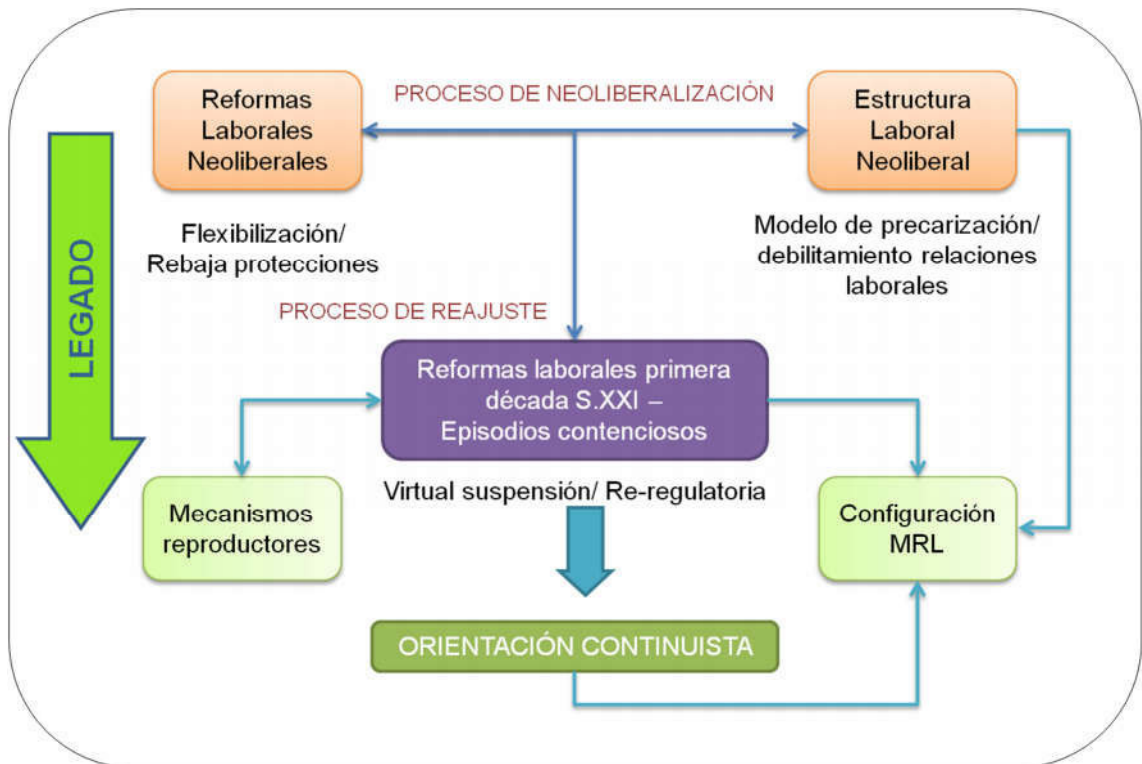 Reformas
Laborales
Neoliberales
PROCESO DE NEOLIBERALIZACIÓN
Estructura
Laboral
Neoliberal
LEGADO
Flexibilización/
Rebaja protecciones
Modelo de precarización/
debilitamiento relaciones
laborales
PROCESO DE REAJUSTE
Reformas laborales primera
década S.XXI –
Episodios contenciosos
Mecanismos
reproductores
Virtual suspensión/ Re-regulatoria
Configuración
MRL
ORIENTACIÓN CONTINUISTA